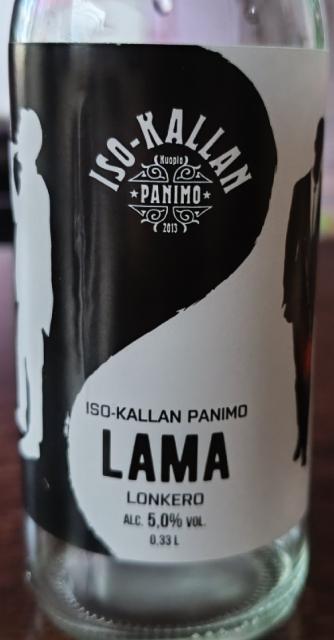 ISO-KALLAN
Kuopio
PANIMO
2013
ISO-KALLAN PANIMO
LAMA
LONKERO
ALC. 5,0% VOL.
0,33 L